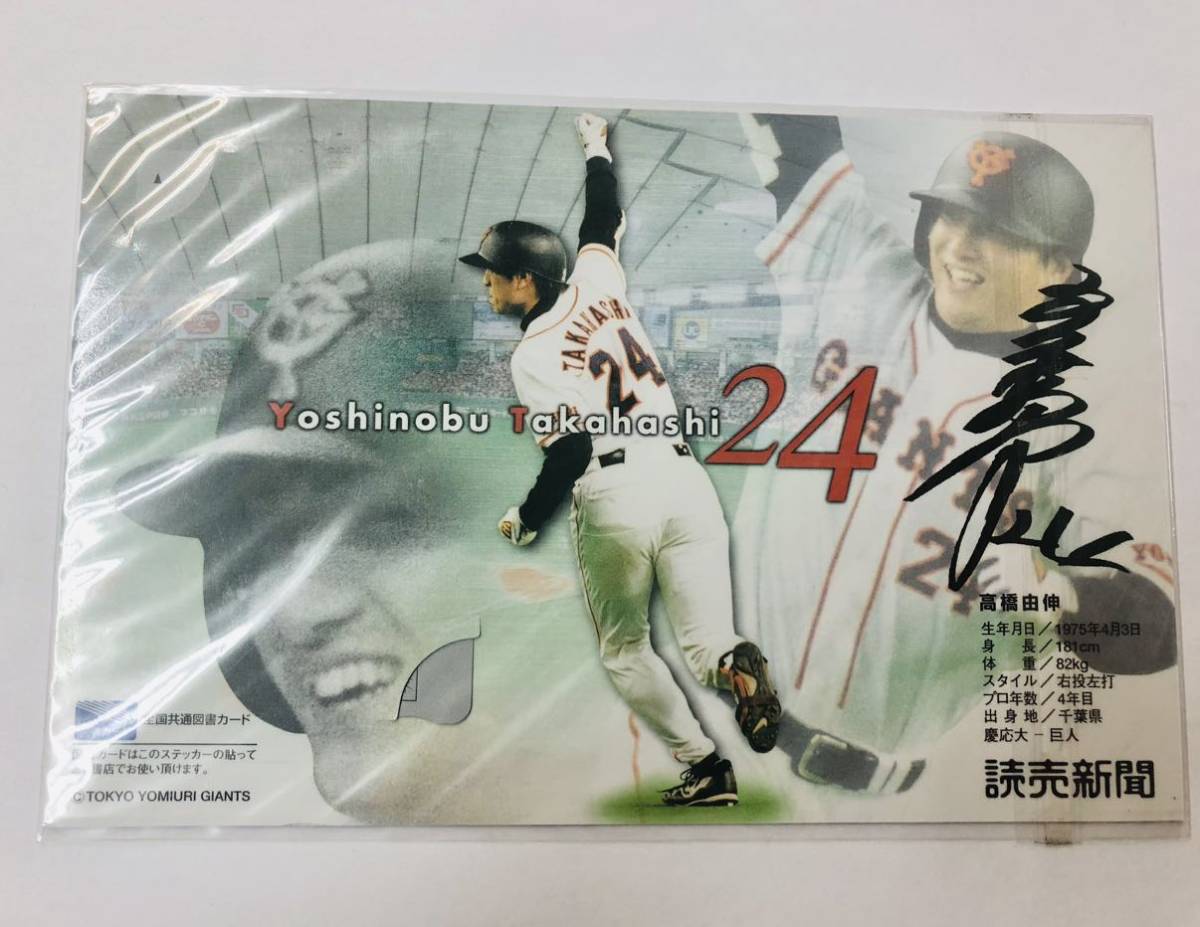 TAKAHASHI
24
Yoshinobu Takahashi 24
GIANTS
24
高橋由伸
生年月日／1975年4月3日
身　長／181cm
体　重／82kg
スタイル／右投左打
プロ年数／4年目
出身地／千葉県
慶応大－巨人
読売新聞
全国共通図書カード
カードはこのステッカーの貼って
書店でお使い頂けます。
©TOKYO YOMIURI GIANTS